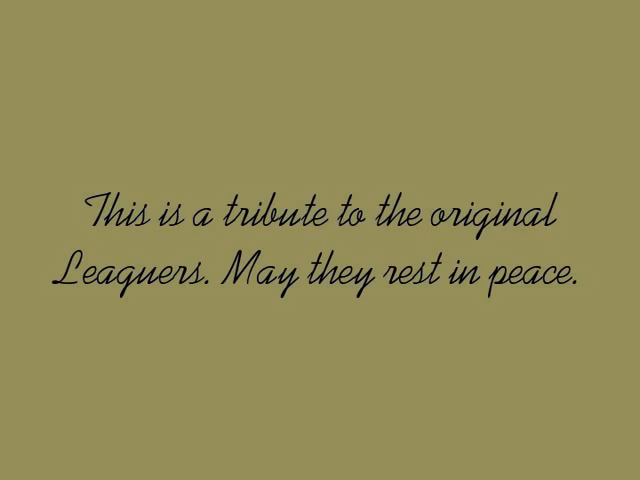 This is a tribute to the original
Leaguers. May they rest in peace.